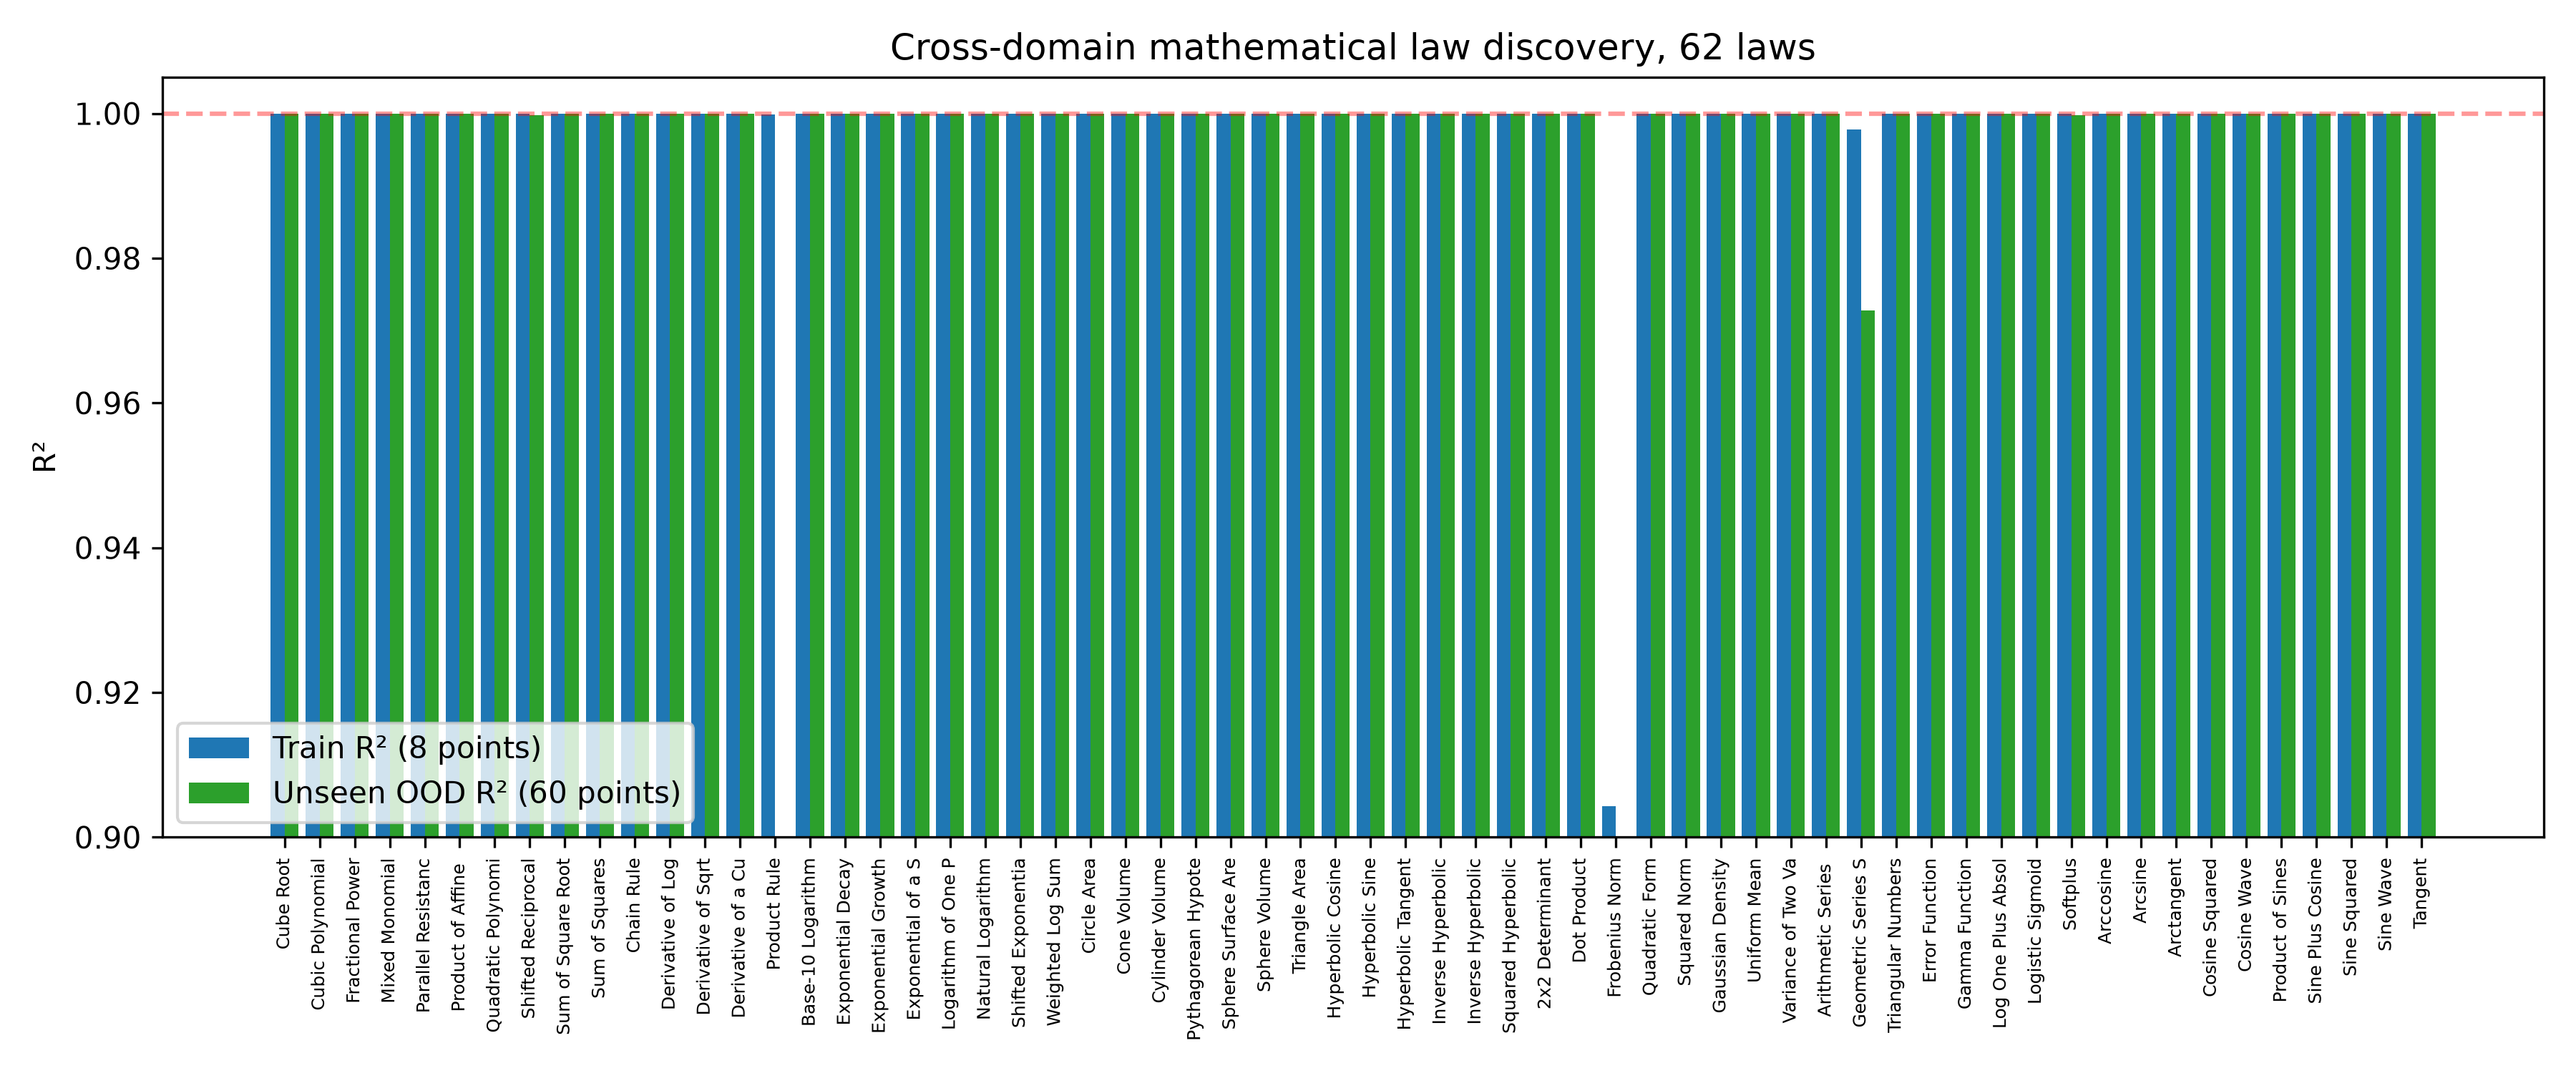 Cross-domain mathematical law discovery, 62 laws
R²
1.00
0.98
0.96
0.94
0.92
0.90
Train R² (8 points)
Unseen OOD R² (60 points)
Cube Root
Cubic Polynomial
Fractional Power
Mixed Monomial
Parallel Resistanc
Product of Affine
Quadratic Polynomi
Shifted Reciprocal
Sum of Square Root
Sum of Squares
Chain Rule
Derivative of Log
Derivative of Sqrt
Derivative of a Cu
Product Rule
Base-10 Logarithm
Exponential Decay
Exponential Growth
Exponential of a S
Logarithm of One P
Natural Logarithm
Shifted Exponentia
Weighted Log Sum
Circle Area
Cone Volume
Cylinder Volume
Pythagorean Hypote
Sphere Surface Are
Sphere Volume
Triangle Area
Hyperbolic Cosine
Hyperbolic Sine
Hyperbolic Tangent
Inverse Hyperbolic
Inverse Hyperbolic
Squared Hyperbolic
2x2 Determinant
Dot Product
Frobenius Norm
Quadratic Form
Squared Norm
Gaussian Density
Uniform Mean
Variance of Two Va
Arithmetic Series
Geometric Series S
Triangular Numbers
Error Function
Gamma Function
Log One Plus Absol
Logistic Sigmoid
Softplus
Arccosine
Arcsine
Arctangent
Cosine Squared
Cosine Wave
Product of Sines
Sine Plus Cosine
Sine Squared
Sine Wave
Tangent